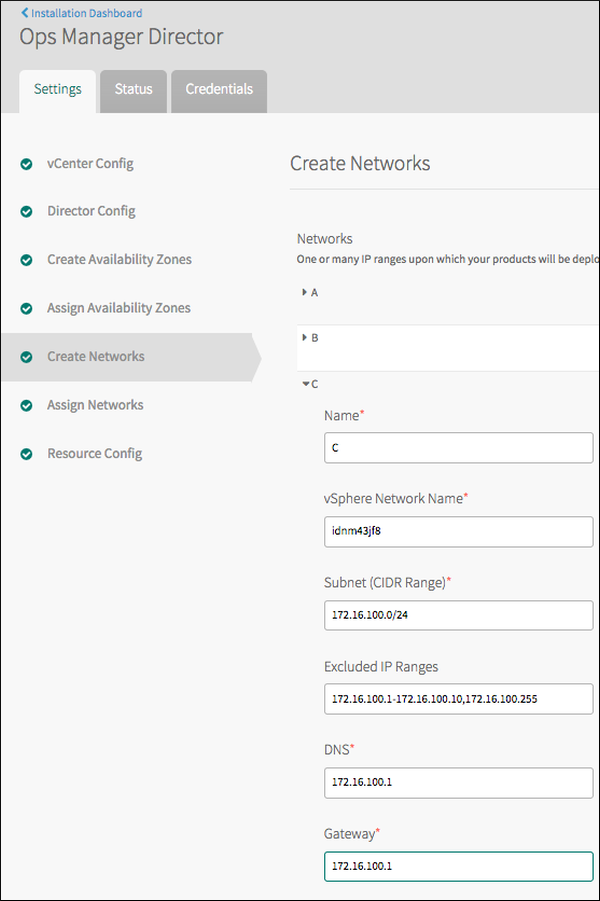 Installation Dashboard
Ops Manager Director
Settings
Status
Credentials
vCenter Config
Director Config
Create Availability Zones
Assign Availability Zones
Create Networks
Assign Networks
Resource Config
Create Networks
Networks
One or many IP ranges upon which your products will be deplo
A
B
C
Name*
C
vSphere Network Name*
idnm43jf8
Subnet (CIDR Range)*
172.16.100.0/24
Excluded IP Ranges
172.16.100.1-172.16.100.10,172.16.100.255
DNS*
172.16.100.1
Gateway*
172.16.100.1